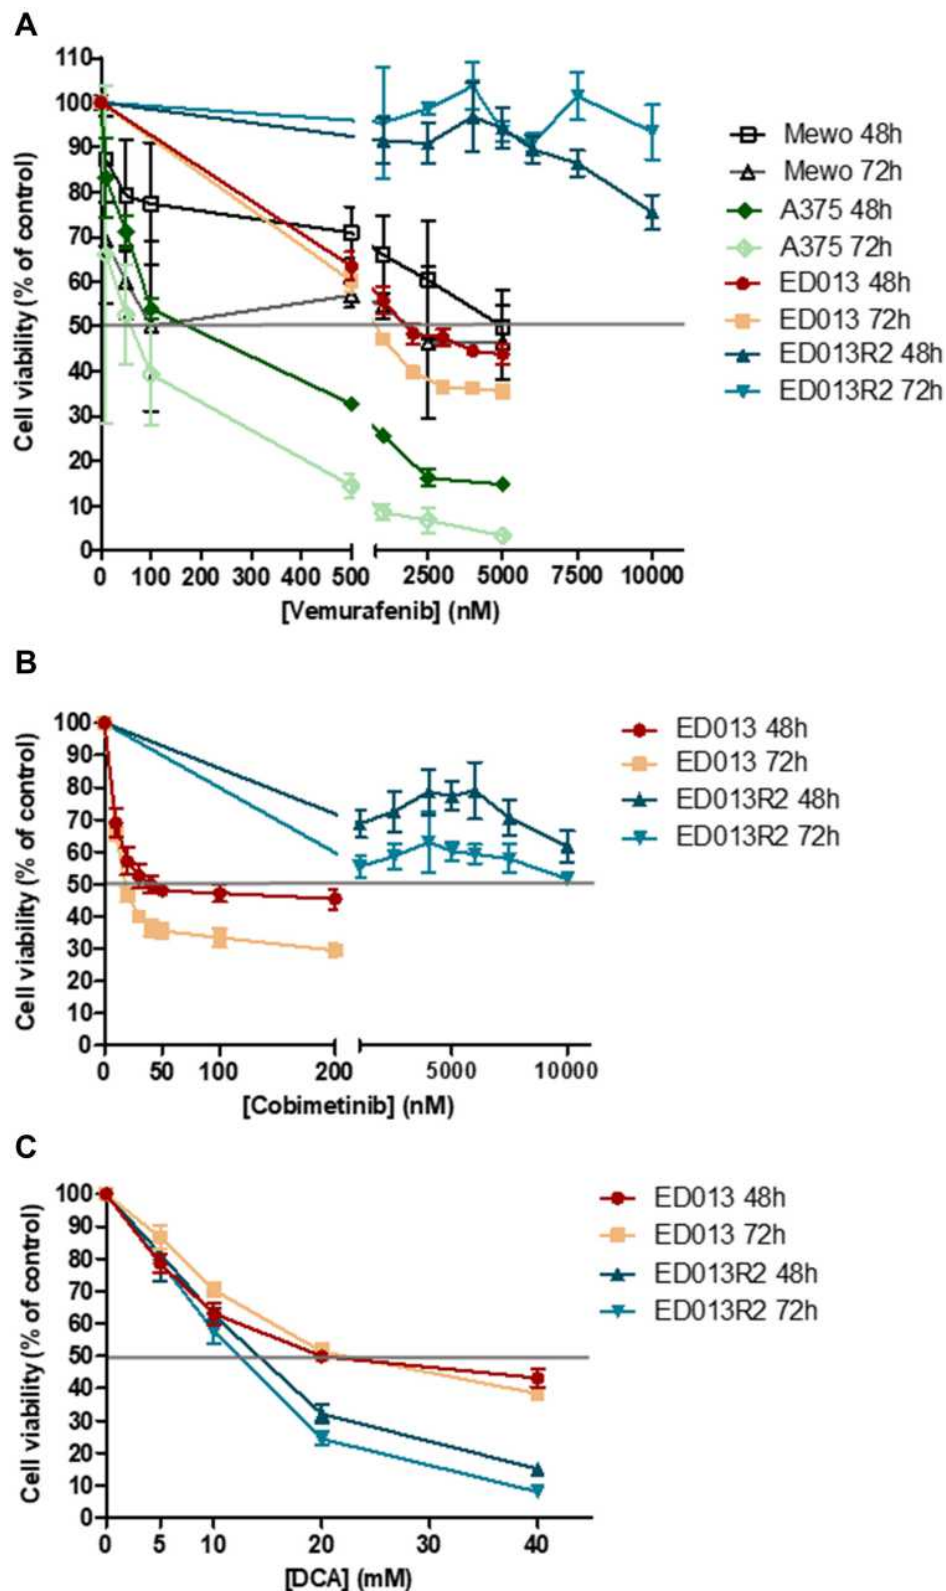 A
Cell viability (% of control)
110
100
90
80
70
60
50
40
30
20
10
0
0 100 200 300 400 500 2500 5000 7500 10000
[Vemurafenib] (nM)
Mewo 48h
Mewo 72h
A375 48h
A375 72h
ED013 48h
ED013 72h
ED013R2 48h
ED013R2 72h
B
Cell viability (% of control)
100
90
80
70
60
50
40
30
20
10
0
0 50 100 200 5000 10000
[Cobimetinib] (nM)
ED013 48h
ED013 72h
ED013R2 48h
ED013R2 72h
C
Cell viability (% of control)
100
90
80
70
60
50
40
30
20
10
0
0 5 10 20 30 40
[DCA] (mM)
ED013 48h
ED013 72h
ED013R2 48h
ED013R2 72h